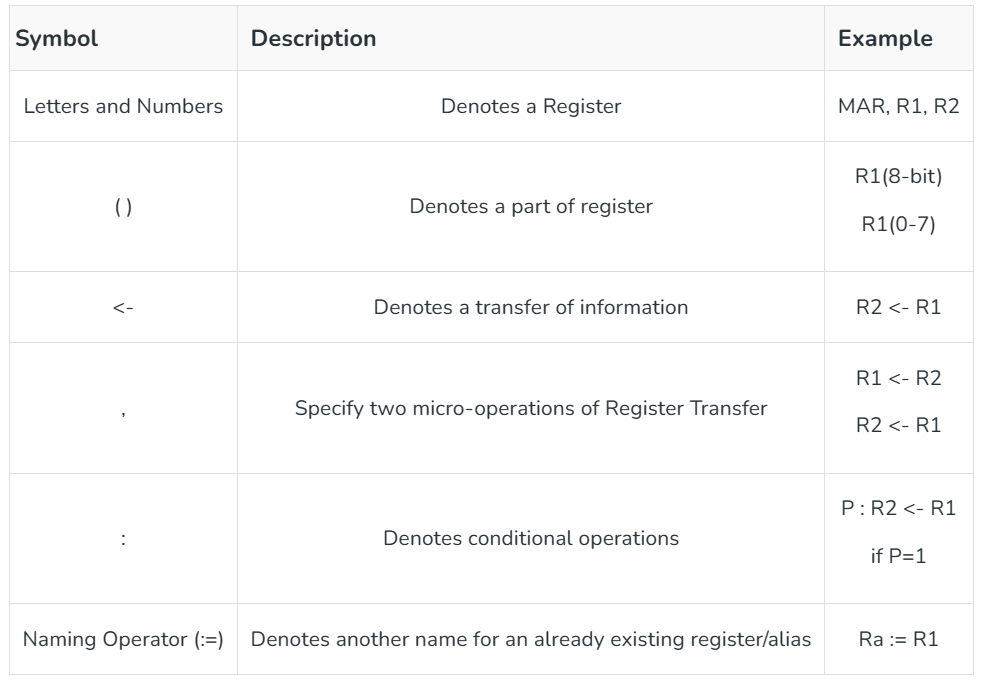 Symbol Description Example
Letters and Numbers Denotes a Register MAR, R1, R2
( ) Denotes a part of register R1(8-bit)
R1(0-7)
<- Denotes a transfer of information R2 <- R1
, Specify two micro-operations of Register Transfer R1 <- R2
R2 <- R1
: Denotes conditional operations P : R2 <- R1
if P=1
Naming Operator (:=) Denotes another name for an already existing register/alias Ra := R1